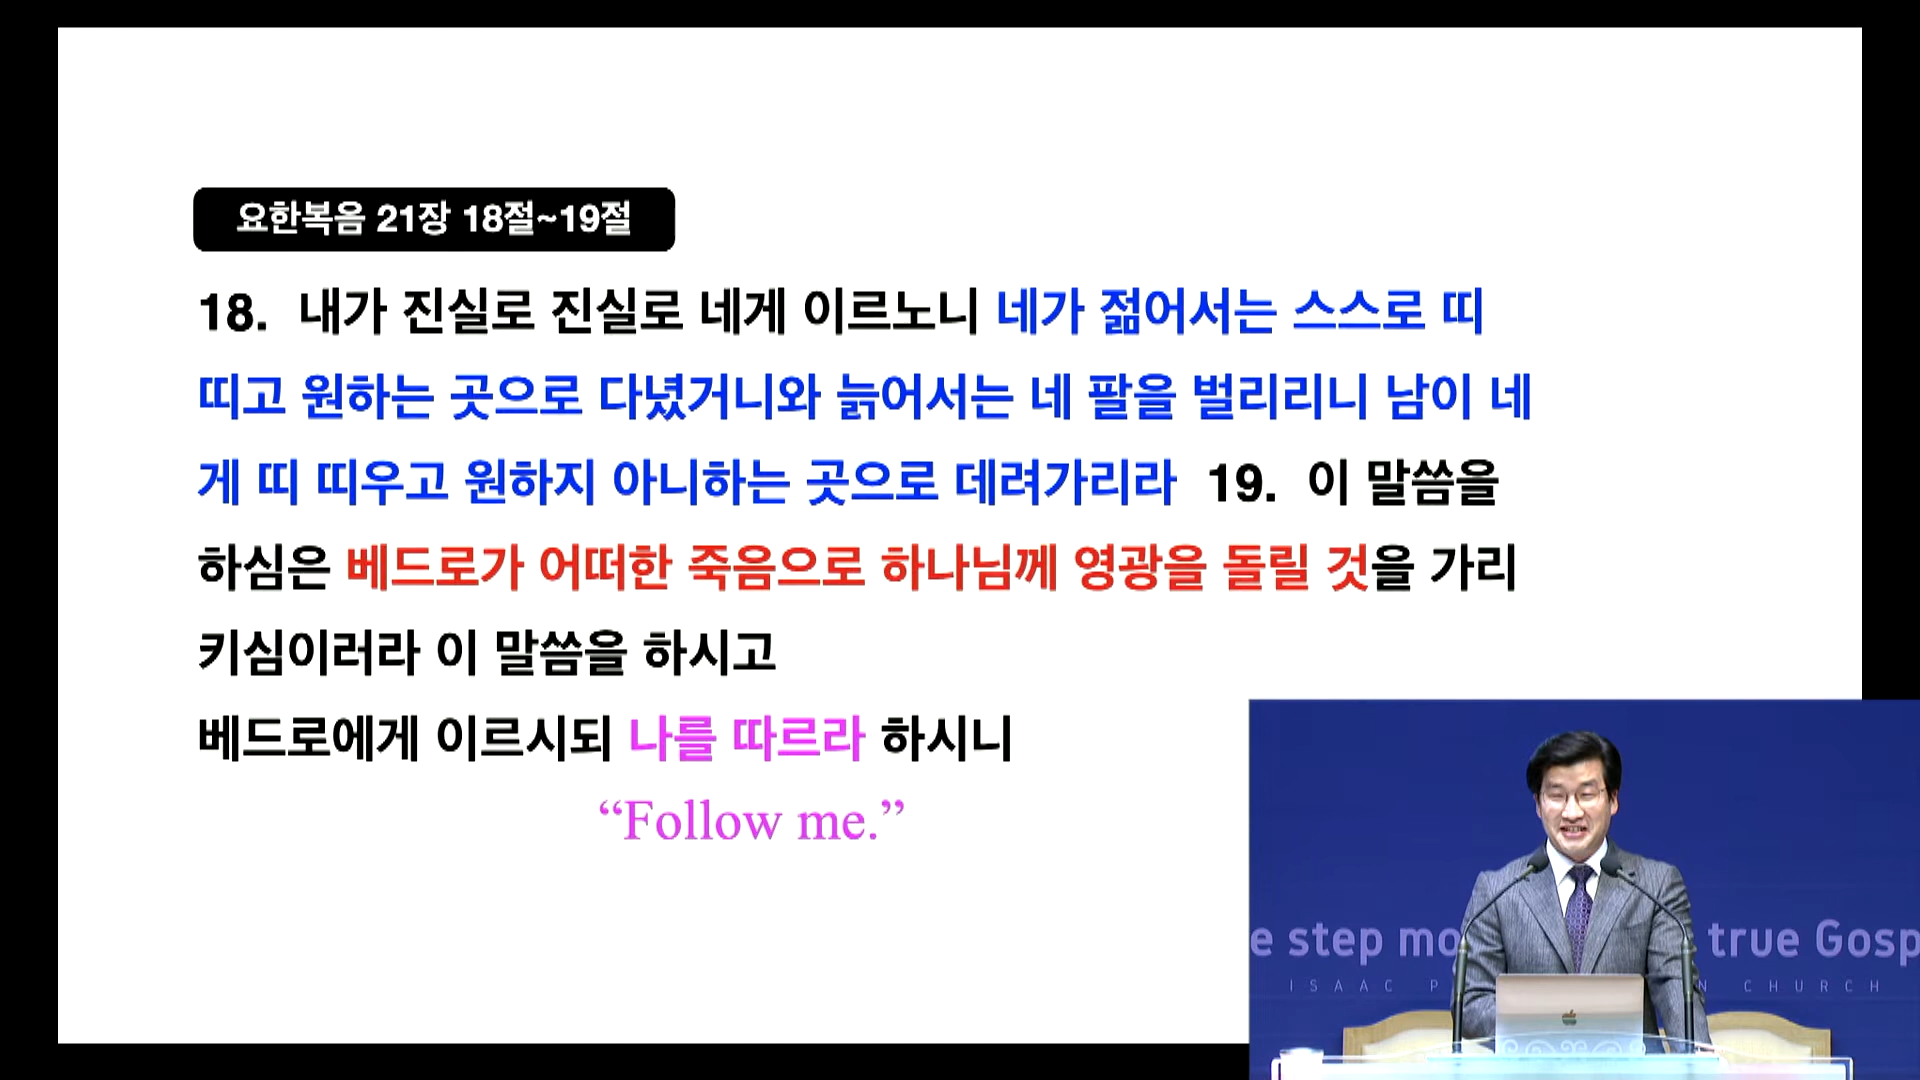 요한복음 21장 18절~19절
18. 내가 진실로 진실로 네게 이르노니 네가 젊어서는 스스로 띠
띠고 원하는 곳으로 다녔거니와 늙어서는 네 팔을 벌리리니 남이 네
게 띠 띠우고 원하지 아니하는 곳으로 데려가리라 19. 이 말씀을
하심은 베드로가 어떠한 죽음으로 하나님께 영광을 돌릴 것을 가리
키심이러라 이 말씀을 하시고
베드로에게 이르시되 나를 따르라 하시니
“Follow me.”
step true
ISAAC CHURCH